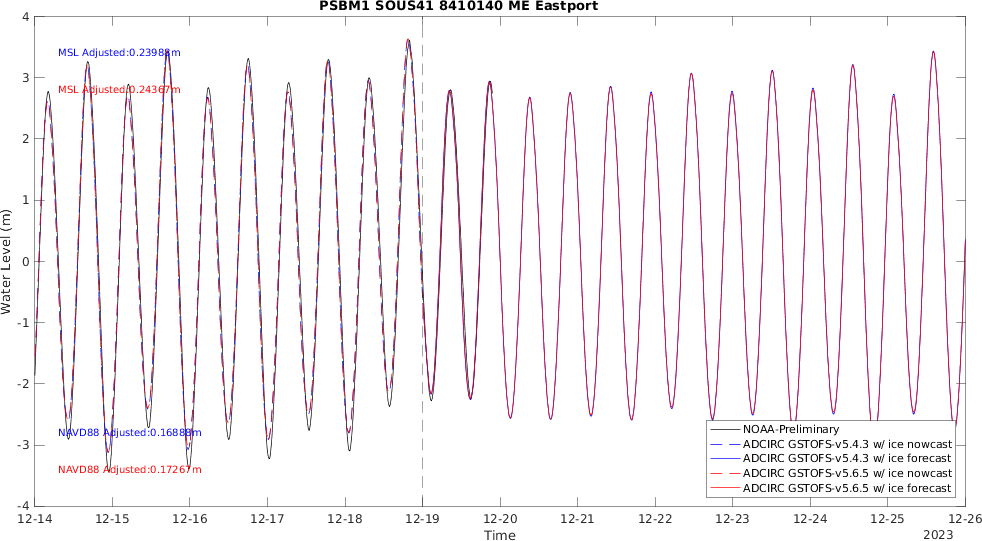 PSBM1 SOUS41 8410140 ME Eastport
4
3
2
1
0
-1
-2
-3
-4
Water Level (m)
MSL Adjusted:0.23988m
MSL Adjusted:0.24367m
NAVD88 Adjusted:0.16888m
NAVD88 Adjusted:0.17267m
NOAA-Preliminary
ADCIRC GSTOFS-v5.4.3 w/ ice nowcast
ADCIRC GSTOFS-v5.4.3 w/ ice forecast
ADCIRC GSTOFS-v5.6.5 w/ ice nowcast
ADCIRC GSTOFS-v5.6.5 w/ ice forecast
12-14 12-15 12-16 12-17 12-18 12-19 12-20 12-21 12-22 12-23 12-24 12-25 12-26
Time
2023